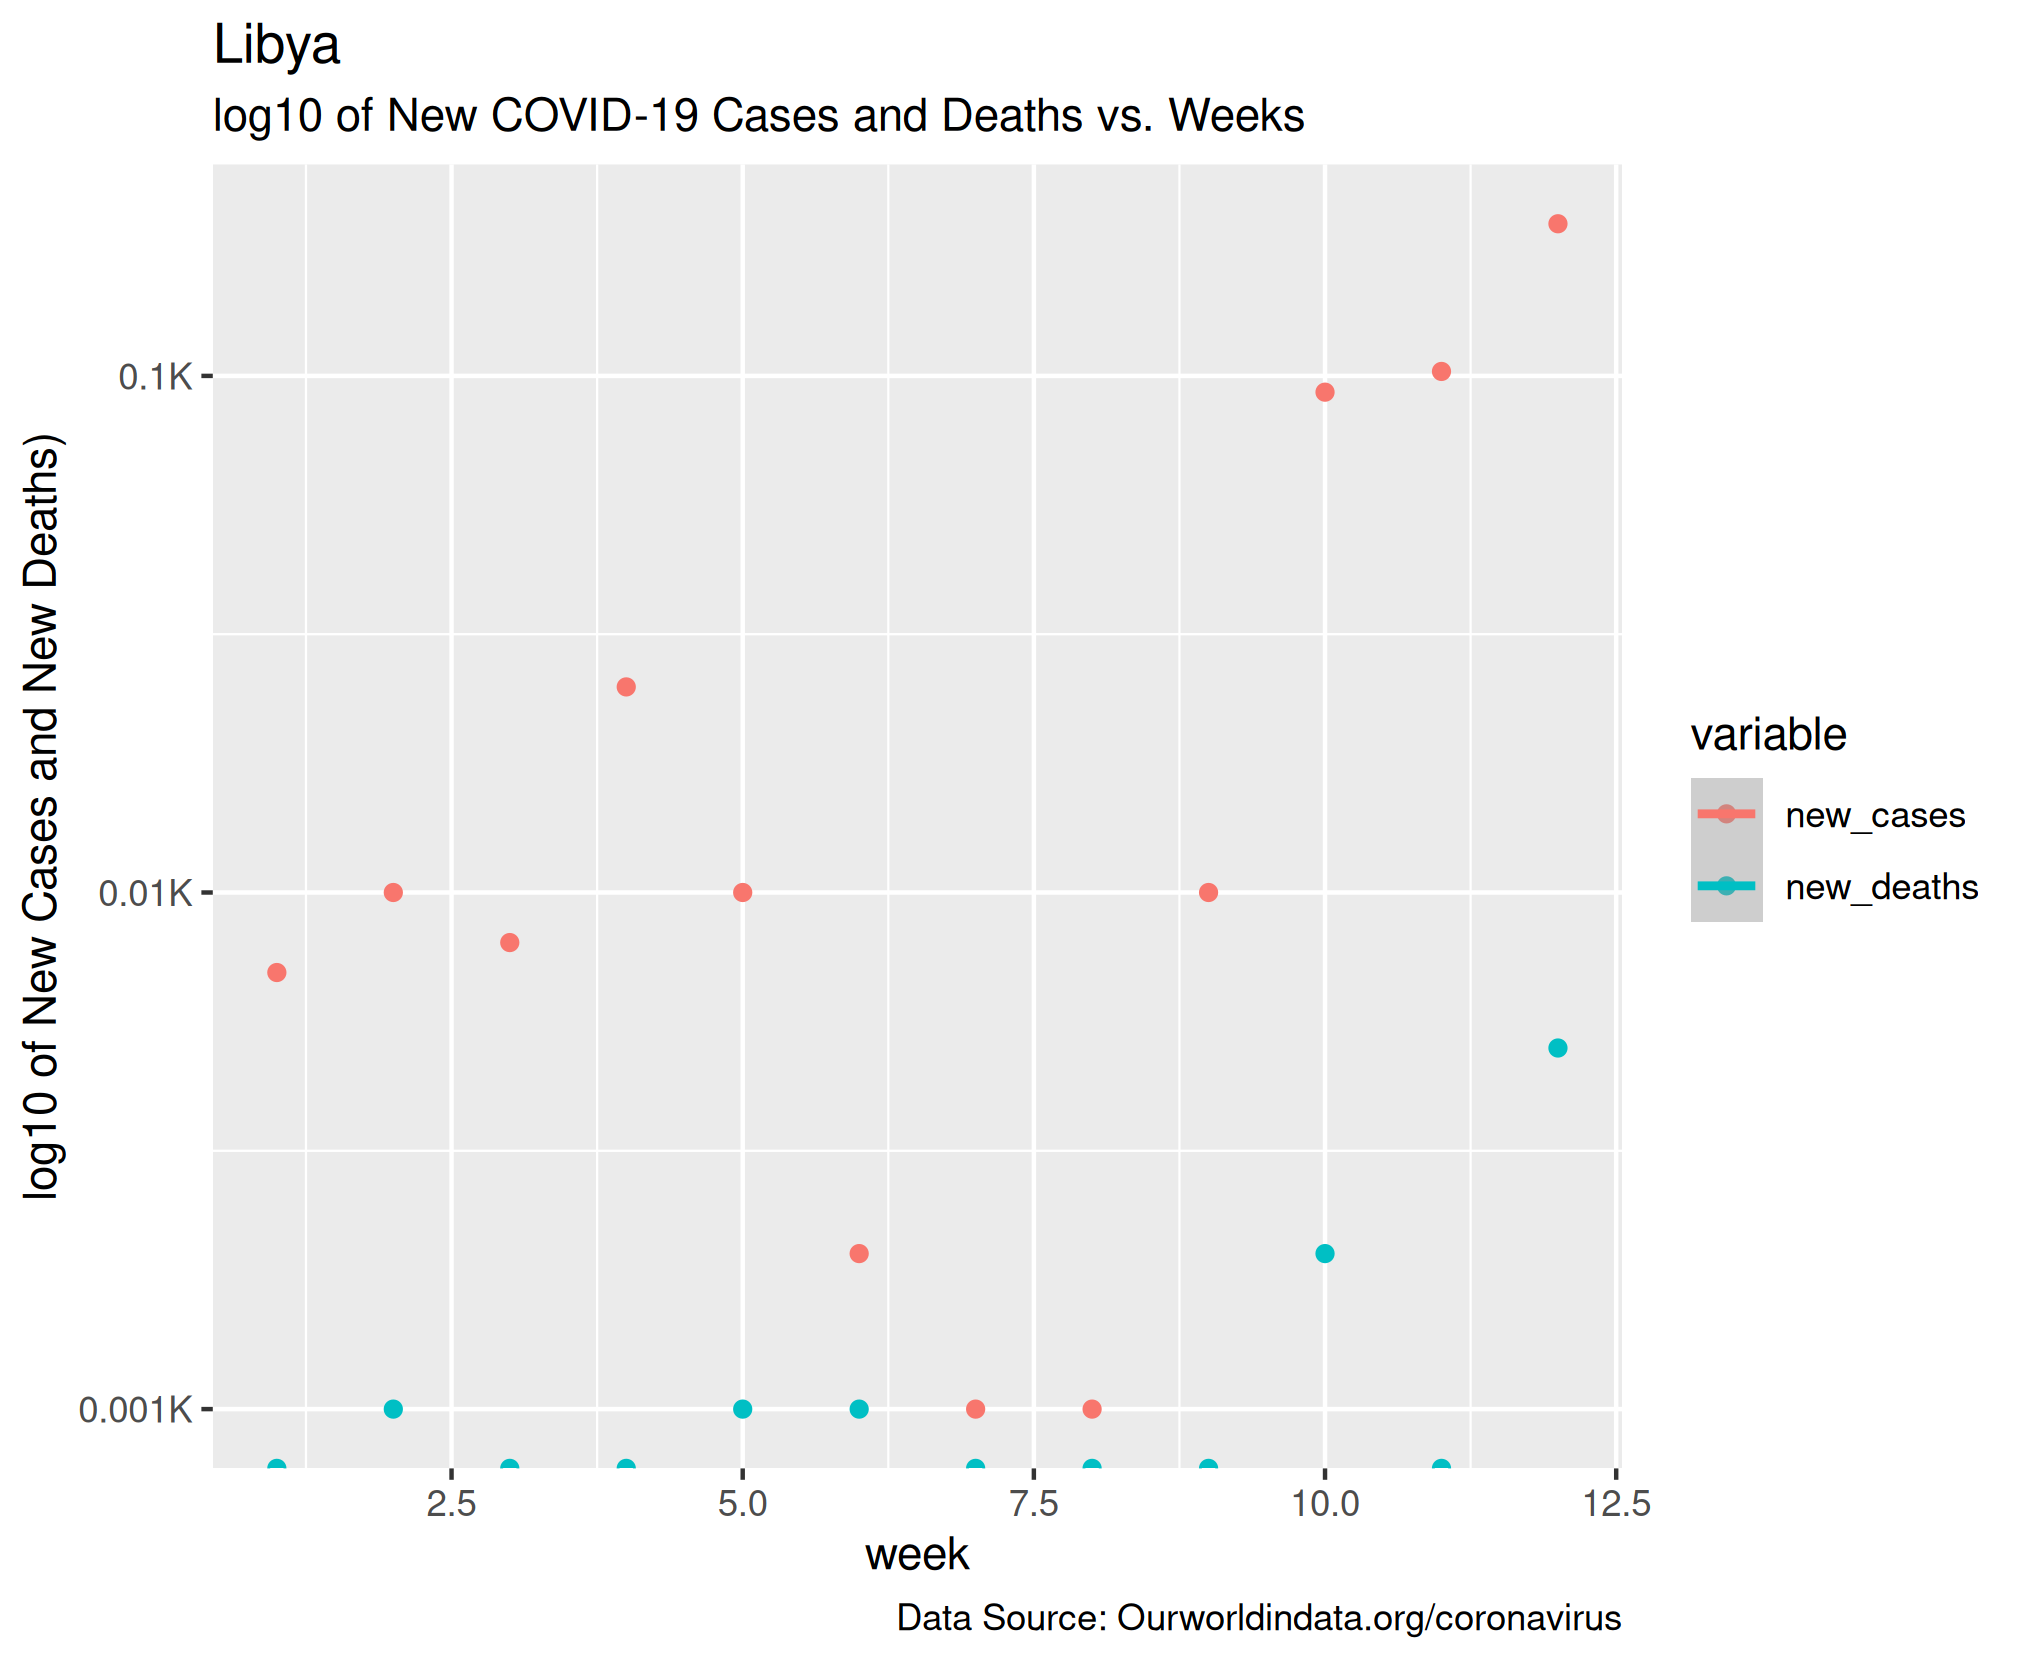 Libya
log10 of New COVID-19 Cases and Deaths vs. Weeks
log10 of New Cases and New Deaths)
0.1K
0.01K
0.001K
2.5 5.0 7.5 10.0 12.5
week
variable
new_cases
new_deaths
Data Source: Ourworldindata.org/coronavirus